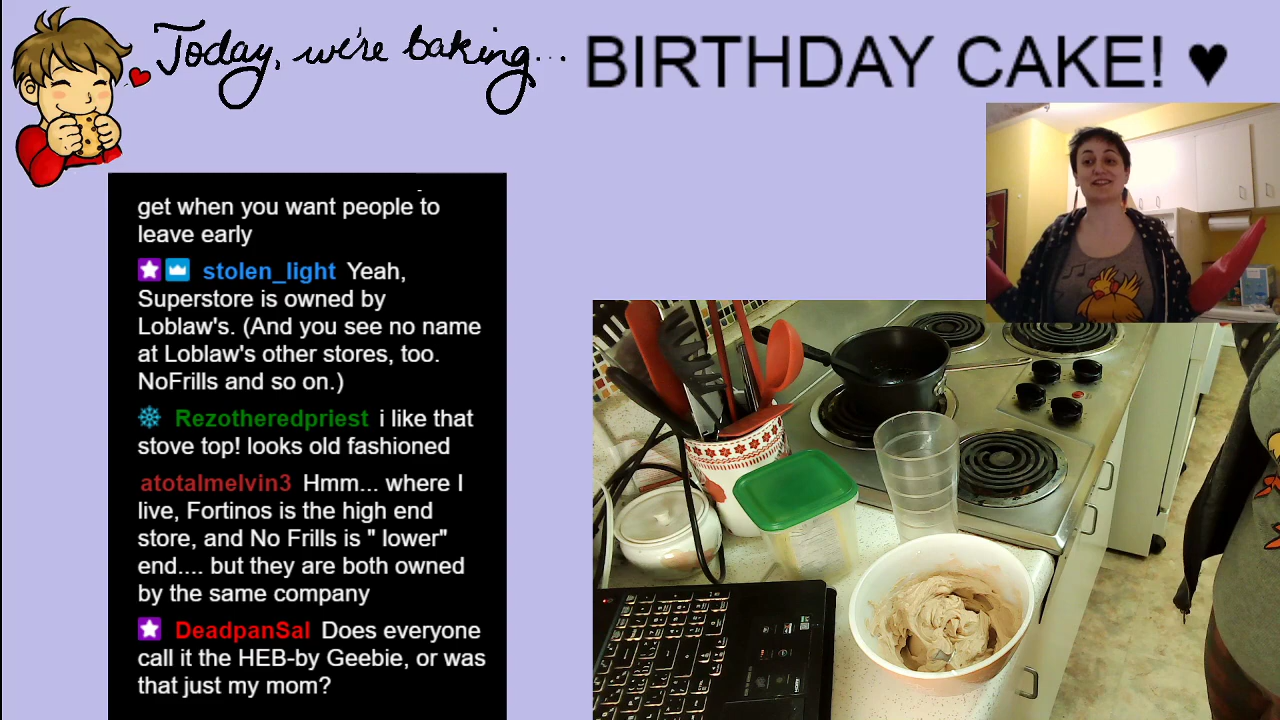 Today, we're baking... BIRTHDAY CAKE! ♥
get when you want people to
leave early
stolen_light Yeah,
Superstore is owned by
Loblaw's. (And you see no name
at Loblaw's other stores, too.
NoFrills and so on.)
Rezotheredpriest i like that
stove top! looks old fashioned
atotalmelvin3 Hmm... where I
live, Fortinos is the high end
store, and No Frills is " lower"
end.... but they are both owned
by the same company
DeadpanSal Does everyone
call it the HEB-by Geebie, or was
that just my mom?